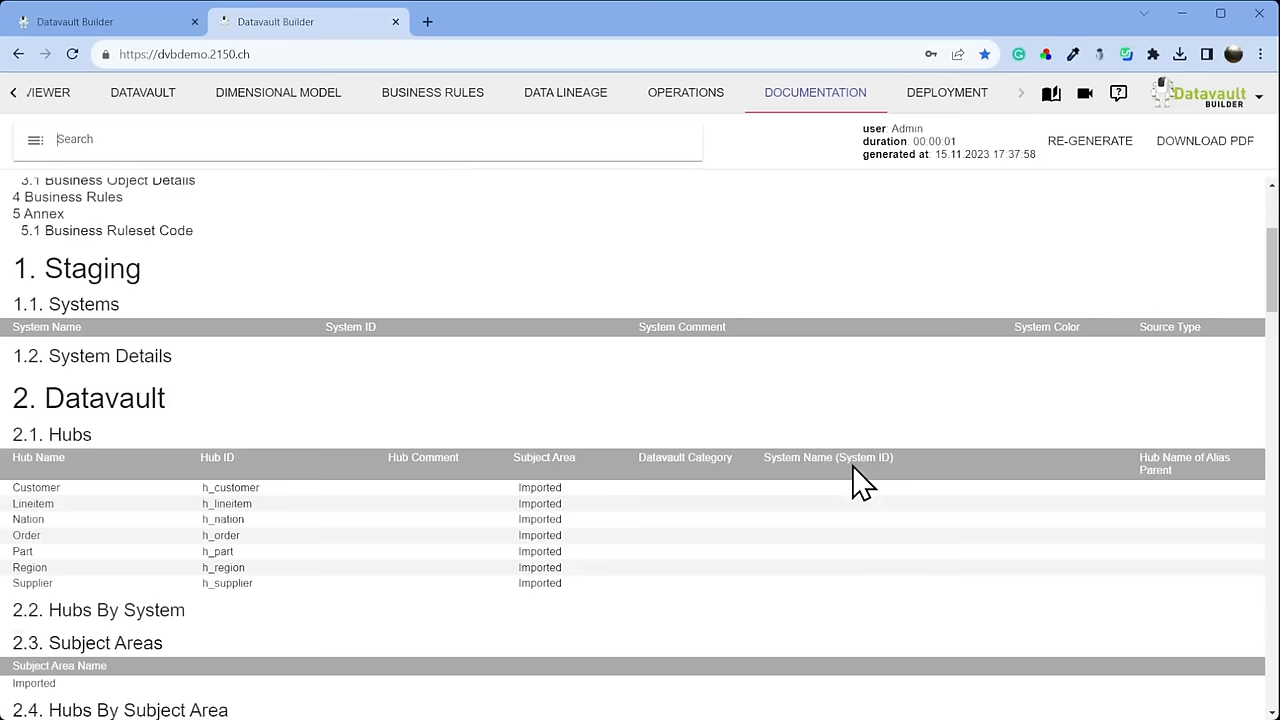 Datavault Builder
Datavault Builder
https://dvbdemo.2150.ch
VIEWER DATAVAULT DIMENSIONAL MODEL BUSINESS RULES DATA LINEAGE OPERATIONS DOCUMENTATION DEPLOYMENT
Datavault
BUILDER
Search
user: Admin
duration: 00:00:01
generated at: 15.11.2023 17:37:58
RE-GENERATE DOWNLOAD PDF
3.1 Business Object Details
4 Business Rules
5 Annex
5.1 Business Ruleset Code
1. Staging
1.1. Systems
System Name System ID System Comment System Color Source Type
1.2. System Details
2. Datavault
2.1. Hubs
Hub Name Hub ID Hub Comment Subject Area Datavault Category System Name (System ID) Hub Name of Alias Parent
Customer h_customer Imported
Lineitem h_lineitem Imported
Nation h_nation Imported
Order h_order Imported
Part h_part Imported
Region h_region Imported
Supplier h_supplier Imported
2.2. Hubs By System
2.3. Subject Areas
Subject Area Name
Imported
2.4. Hubs By Subject Area